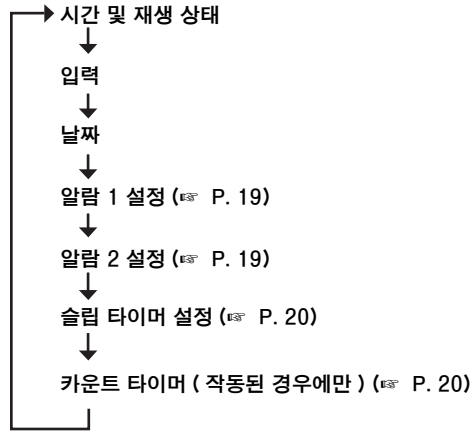 시간 및 재생 상태
입력
날짜
알람 1 설정 (☞ P. 19)
알람 2 설정 (☞ P. 19)
슬립 타이머 설정 (☞ P. 20)
카운트 타이머 ( 작동된 경우에만 ) (☞ P. 20)